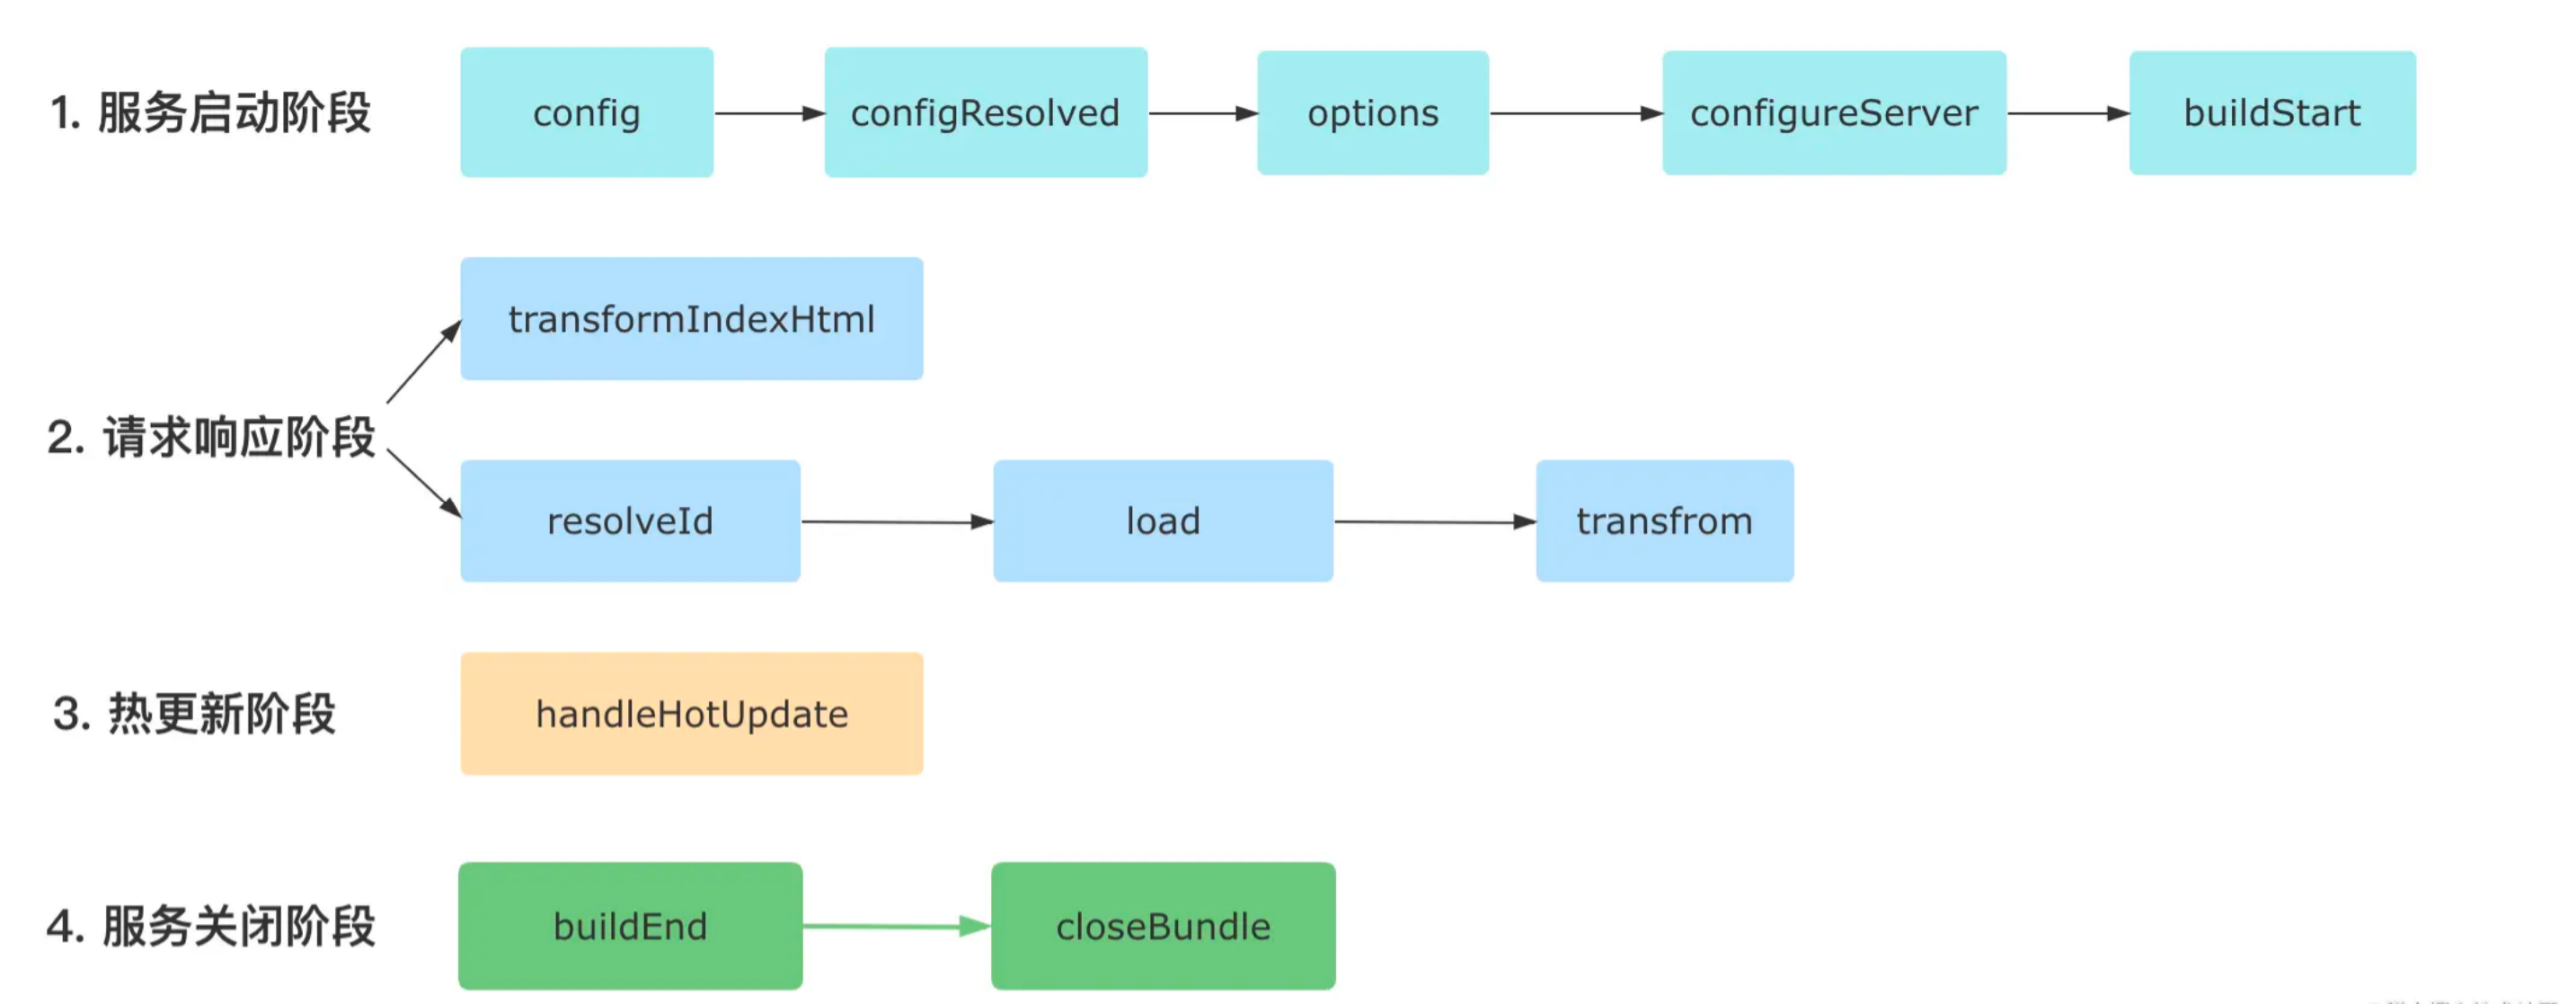 1. 服务启动阶段
config
configResolved
options
configureServer
buildStart
transformIndexHtml
2. 请求响应阶段
resolveId
load
transfrom
3. 热更新阶段
handleHotUpdate
4. 服务关闭阶段
buildEnd
closeBundle